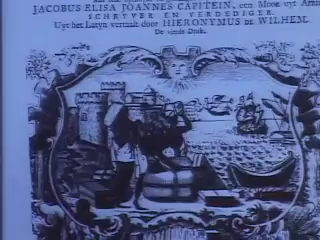 JACOBUS ELISA JOANNES CAPITEIN, een Moor uyt
SCHRYVER EN VERDEDIGER.
Uyt het Latyn vertaalt door HIERONYMUS DE WILHEM.
De vierde Druk.